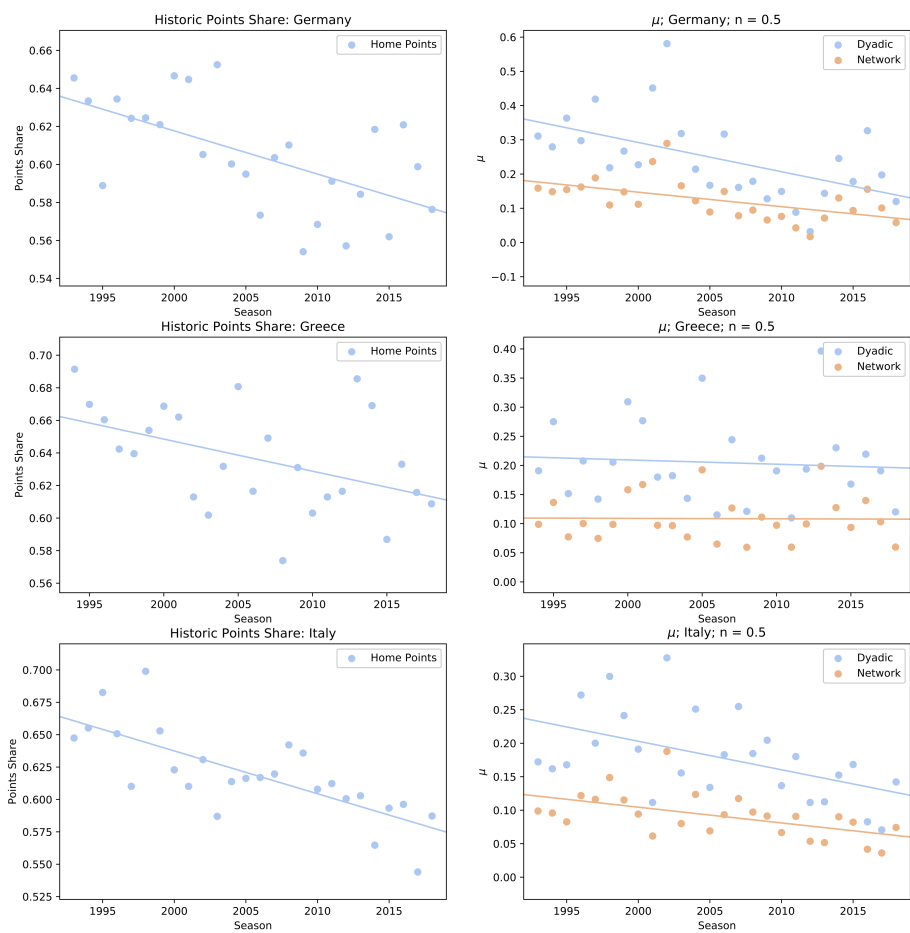 Historic Points Share: Germany
Home Points
0.66
0.64
0.62
0.60
0.58
0.56
0.54
Points Share
1995 2000 2005 2010 2015
Season
μ; Germany; n = 0.5
Dyadic
Network
0.6
0.5
0.4
0.3
0.2
0.1
0.0
−0.1
μ
1995 2000 2005 2010 2015
Season
Historic Points Share: Greece
Home Points
0.70
0.68
0.66
0.64
0.62
0.60
0.58
0.56
Points Share
1995 2000 2005 2010 2015
Season
μ; Greece; n = 0.5
Dyadic
Network
0.40
0.35
0.30
0.25
0.20
0.15
0.10
0.05
0.00
μ
1995 2000 2005 2010 2015
Season
Historic Points Share: Italy
Home Points
0.700
0.675
0.650
0.625
0.600
0.575
0.550
0.525
Points Share
1995 2000 2005 2010 2015
Season
μ; Italy; n = 0.5
Dyadic
Network
0.30
0.25
0.20
0.15
0.10
0.05
0.00
μ
1995 2000 2005 2010 2015
Season